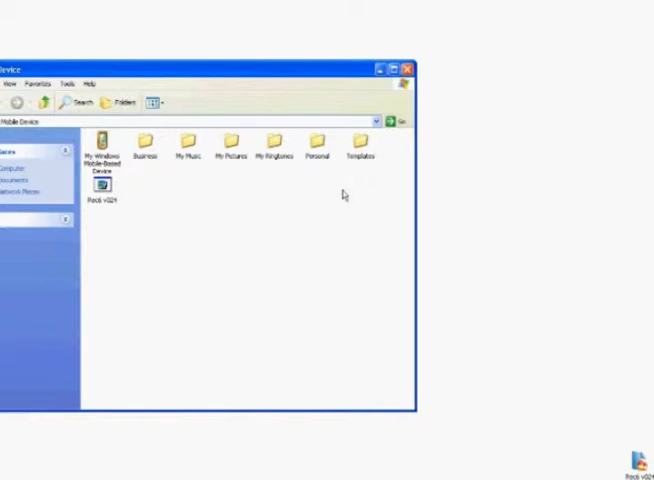 Device
View Favorites Tools Help
Search Folders
Mobile Device
Go
My Windows Mobile-Based Device
Business
My Music
My Pictures
My Ringtones
Personal
Templates
Computer
Documents
Network Places